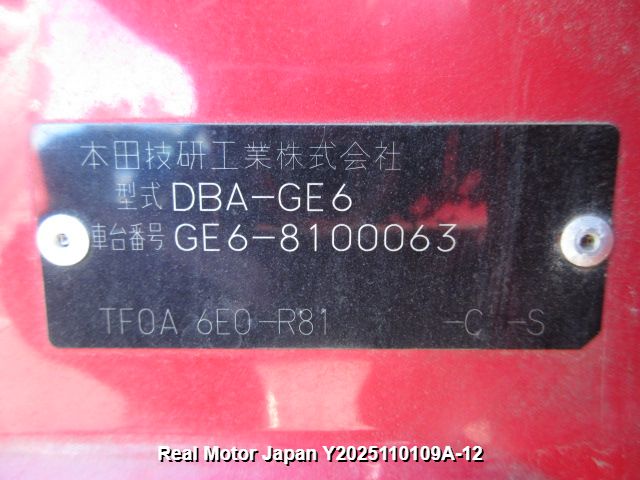 本田技研工業株式会社
型式 DBA-GE6
車台番号 GE6-8100063
TF0A 6E0-R81 -C -S
Real Motor Japan Y2025110109A-12